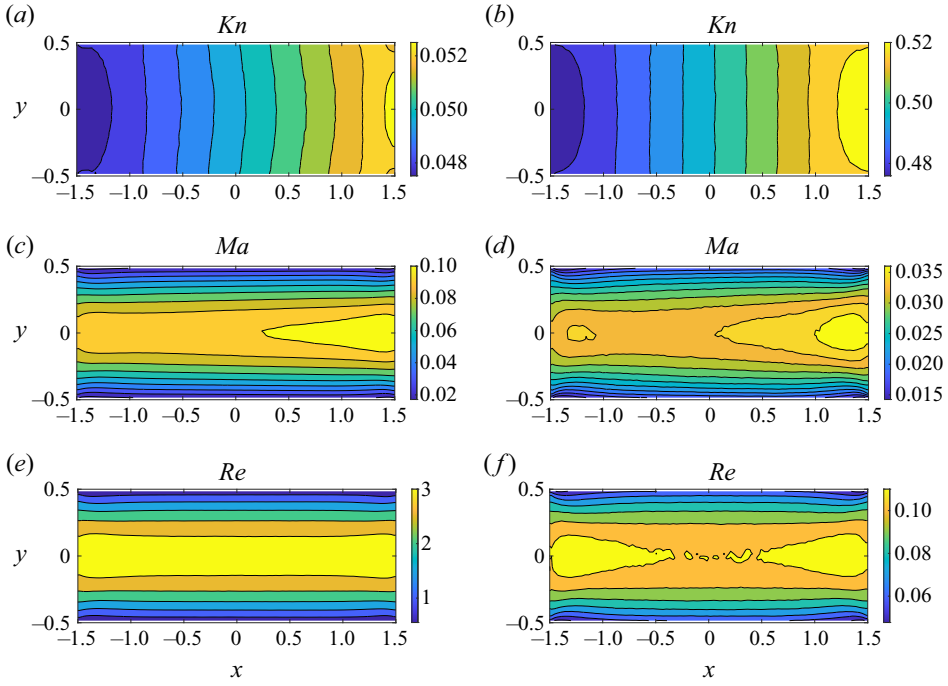 (a) Kn (b) Kn
0.5 0.052 0.5 0.52
y 0 0.050 0 0.50
0.048 0.48
−0.5 −0.5
−1.5 −1.0 −0.5 0 0.5 1.0 1.5 −1.5 −1.0 −0.5 0 0.5 1.0 1.5
(c) Ma (d) Ma
0.5 0.10 0.5 0.035
0.08 0.030
y 0 0.06 0 0.025
0.04 0.020
0.02 0.015
−0.5 −0.5
−1.5 −1.0 −0.5 0 0.5 1.0 1.5 −1.5 −1.0 −0.5 0 0.5 1.0 1.5
(e) Re (f) Re
0.5 3 0.5
0.10
y 0 2 0 0.08
1 0.06
−0.5 −0.5
−1.5 −1.0 −0.5 0 0.5 1.0 1.5 −1.5 −1.0 −0.5 0 0.5 1.0 1.5
x x